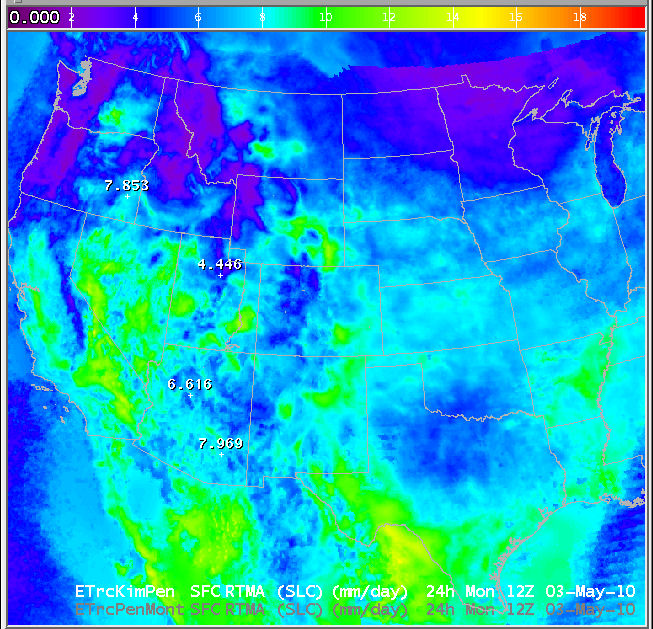 0.000 2 4 6 8 10 12 14 16 18
7.853
4.446
6.616
7.969
ETrcKimPen SFC RTMA (SLC) (mm/day) 24h Mon 12Z 03-May-10
ETrcPenMont SFC RTMA (SLC) (mm/day) 24h Mon 12Z 03-May-10